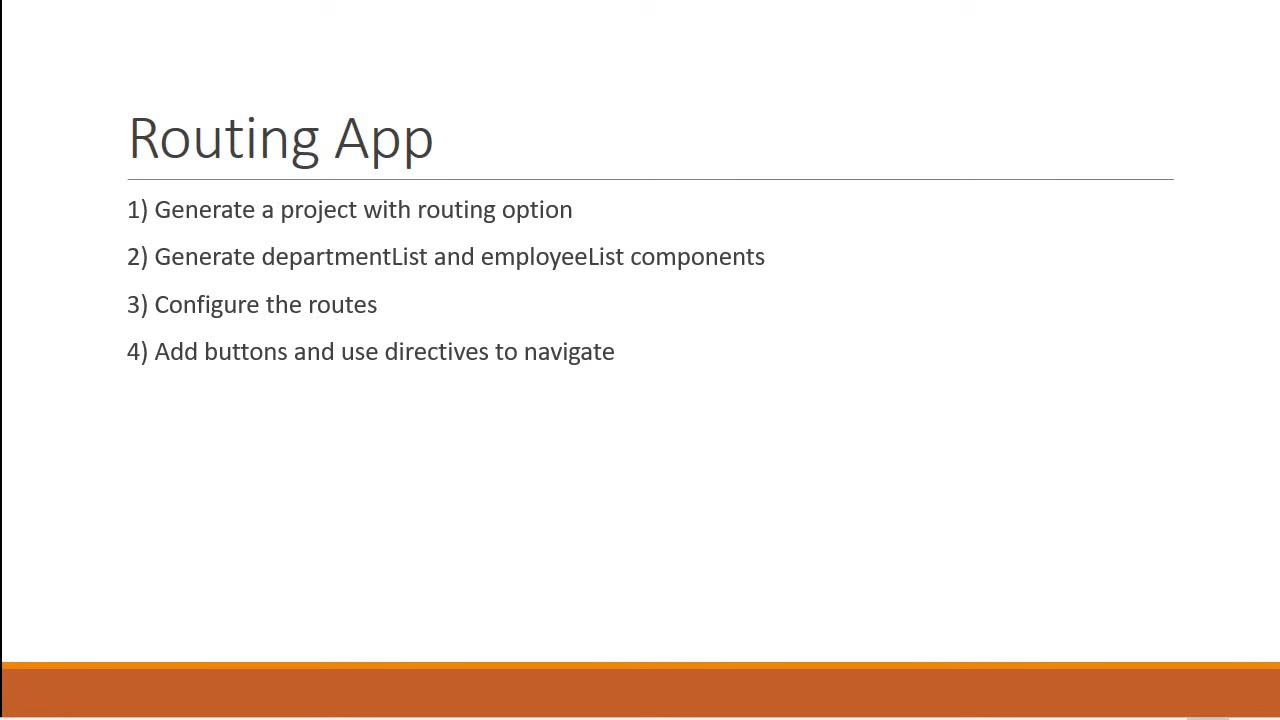 Routing App
1) Generate a project with routing option
2) Generate departmentList and employeeList components
3) Configure the routes
4) Add buttons and use directives to navigate